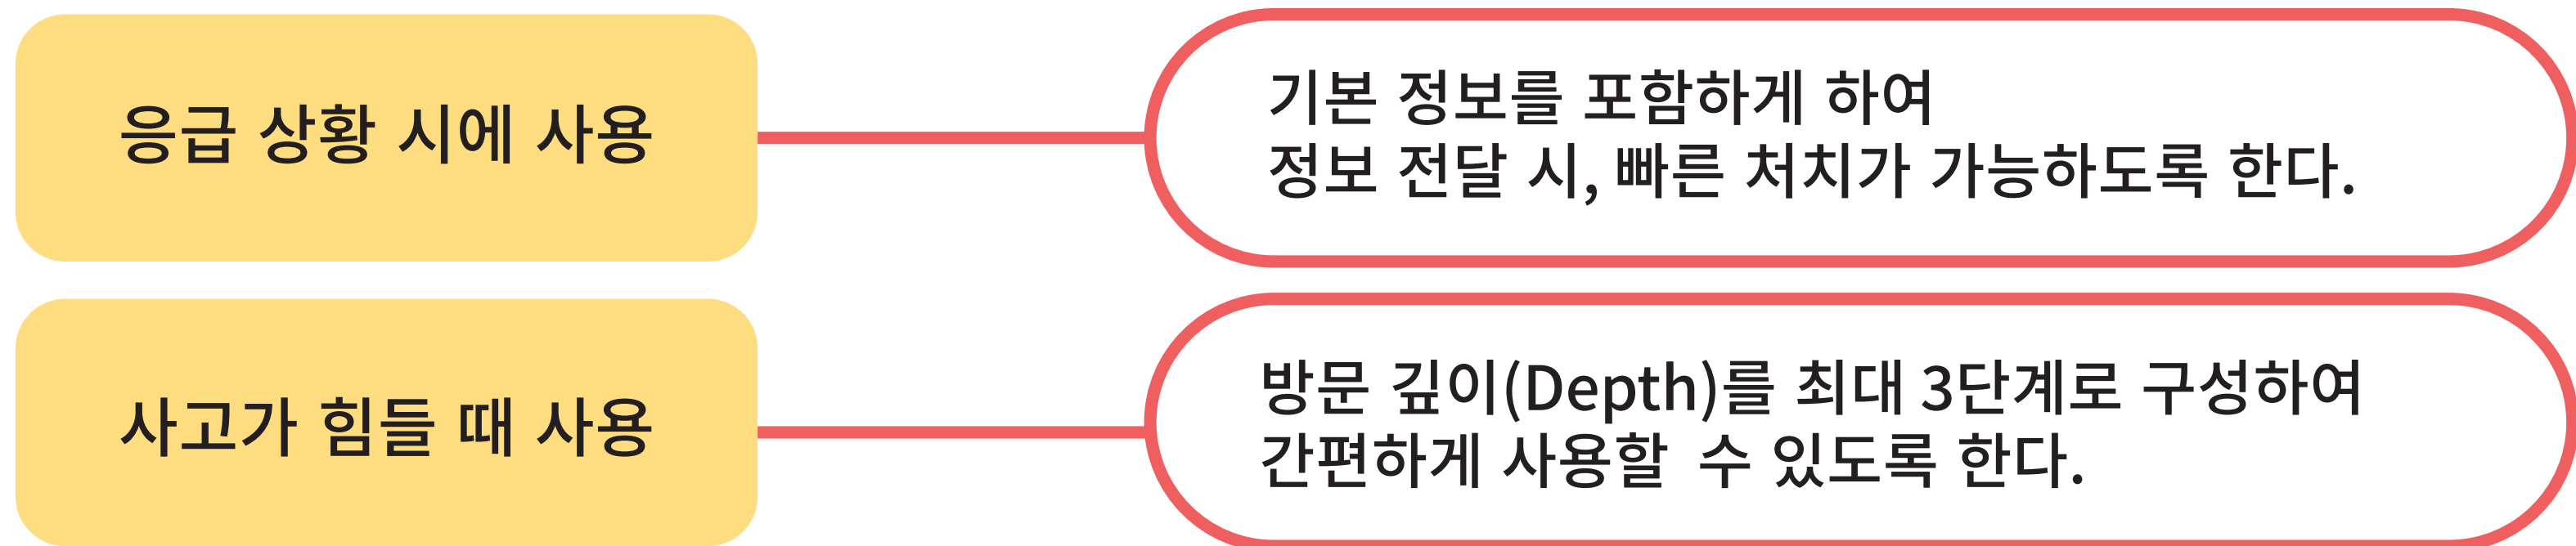 응급 상황 시에 사용
기본 정보를 포함하게 하여
정보 전달 시, 빠른 처치가 가능하도록 한다.
사고가 힘들 때 사용
방문 깊이(Depth)를 최대 3단계로 구성하여
간편하게 사용할 수 있도록 한다.